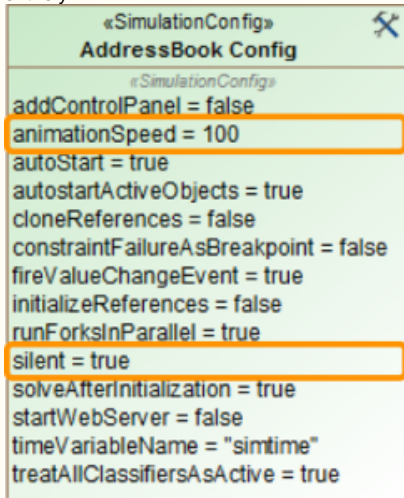 «SimulationConfig»
AddressBook Config
«SimulationConfig»
addControlPanel = false
animationSpeed = 100
autoStart = true
autostartActiveObjects = true
cloneReferences = false
constraintFailureAsBreakpoint = false
fireValueChangeEvent = true
initializeReferences = false
runForksInParallel = true
silent = true
solveAfterInitialization = true
startWebServer = false
timeVariableName = "simtime"
treatAllClassifiersAsActive = true